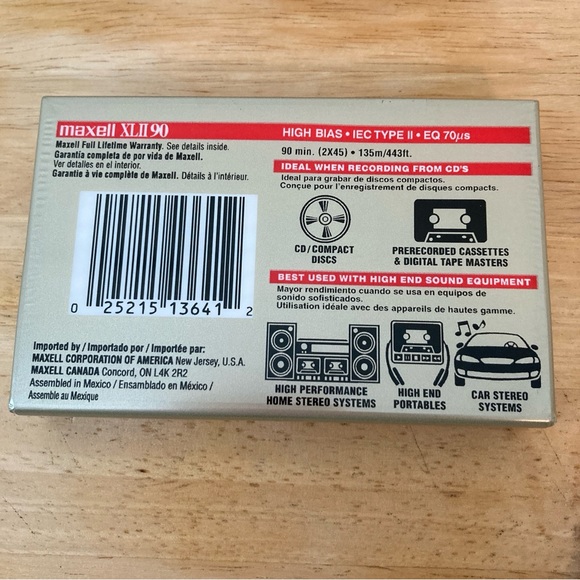 maxell XLII 90
Maxell Full Lifetime Warranty. See details inside.
Garantía completa de por vida de Maxell.
Ver detalles en el interior.
Garantie à vie complète de Maxell. Détails à l'intérieur.
0 25215 13641 2
Imported by / Importado por / Importée par:
MAXELL CORPORATION OF AMERICA New Jersey, U.S.A.
MAXELL CANADA Concord, ON L4K 2R2
Assembled in Mexico / Ensamblado en México /
Assemble au Mexique
HIGH BIAS • IEC TYPE II • EQ 70µs
90 min. (2X45) • 135m/443ft.
IDEAL WHEN RECORDING FROM CD'S
Ideal para grabar de discos compactos.
Conçue pour l'enregistrement de disques compacts.
CD/COMPACT
DISCS
PRERECORDED CASSETTES
& DIGITAL TAPE MASTERS
BEST USED WITH HIGH END SOUND EQUIPMENT
Mayor rendimiento cuando se usa en equipos de
sonido sofisticados.
Utilisation idéale avec des appareils de hautes gamme.
HIGH PERFORMANCE
HOME STEREO SYSTEMS
HIGH END
PORTABLES
CAR STEREO
SYSTEMS